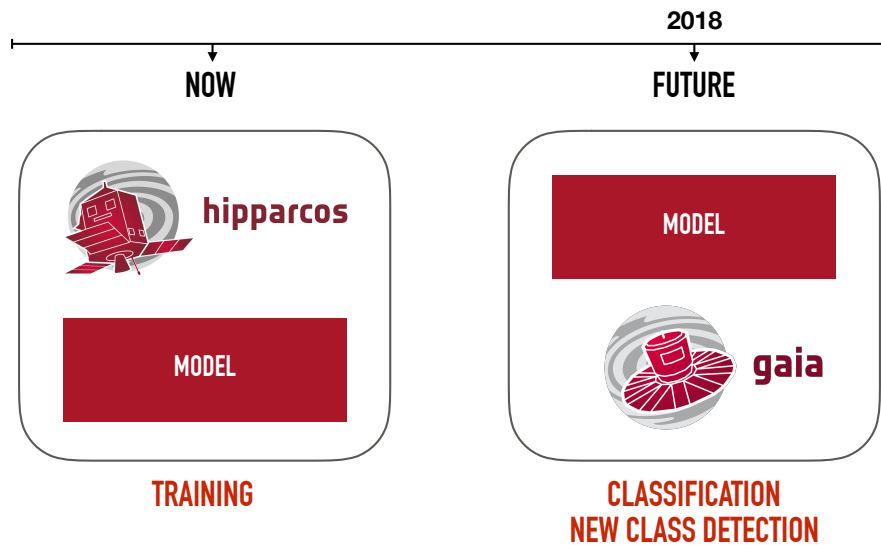 2018
NOW
FUTURE
hipparcos
MODEL
TRAINING
MODEL
gaia
CLASSIFICATION
NEW CLASS DETECTION